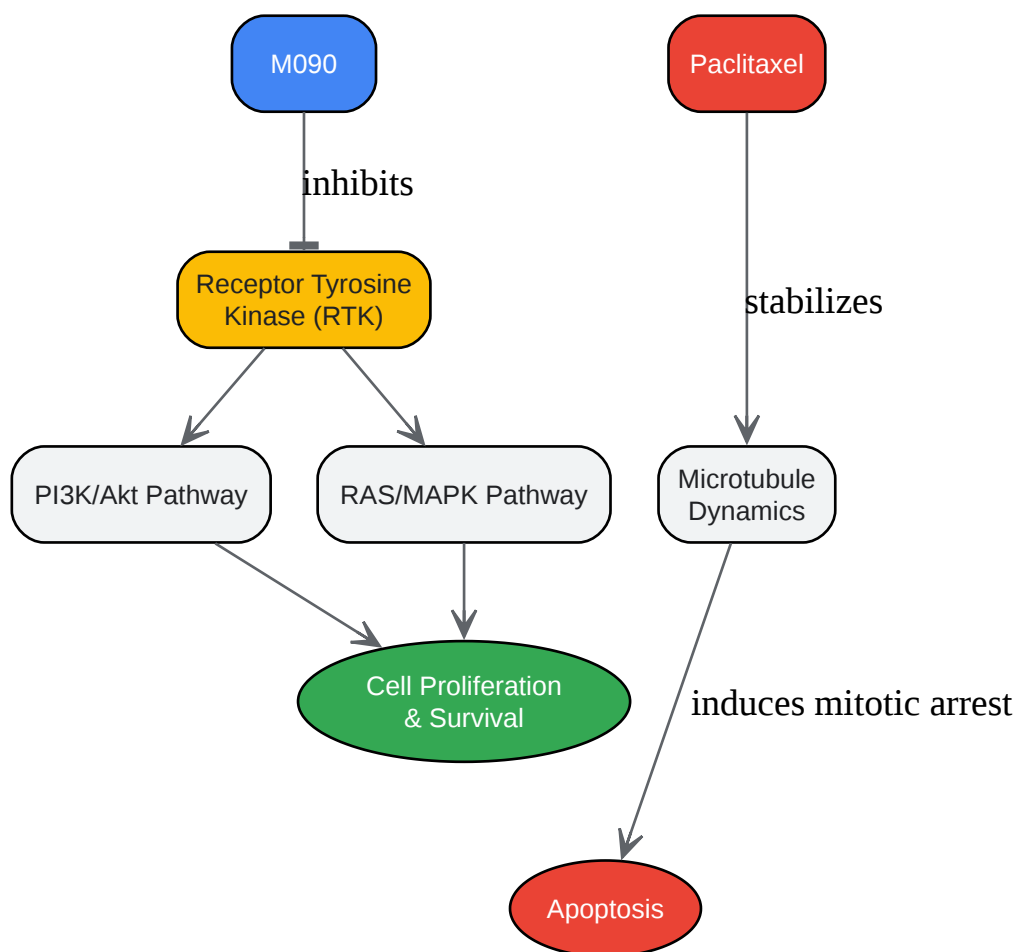 M090
Paclitaxel
inhibits
Receptor Tyrosine
Kinase (RTK)
stabilizes
PI3K/Akt Pathway
RAS/MAPK Pathway
Microtubule
Dynamics
Cell Proliferation
& Survival
induces mitotic arrest
Apoptosis